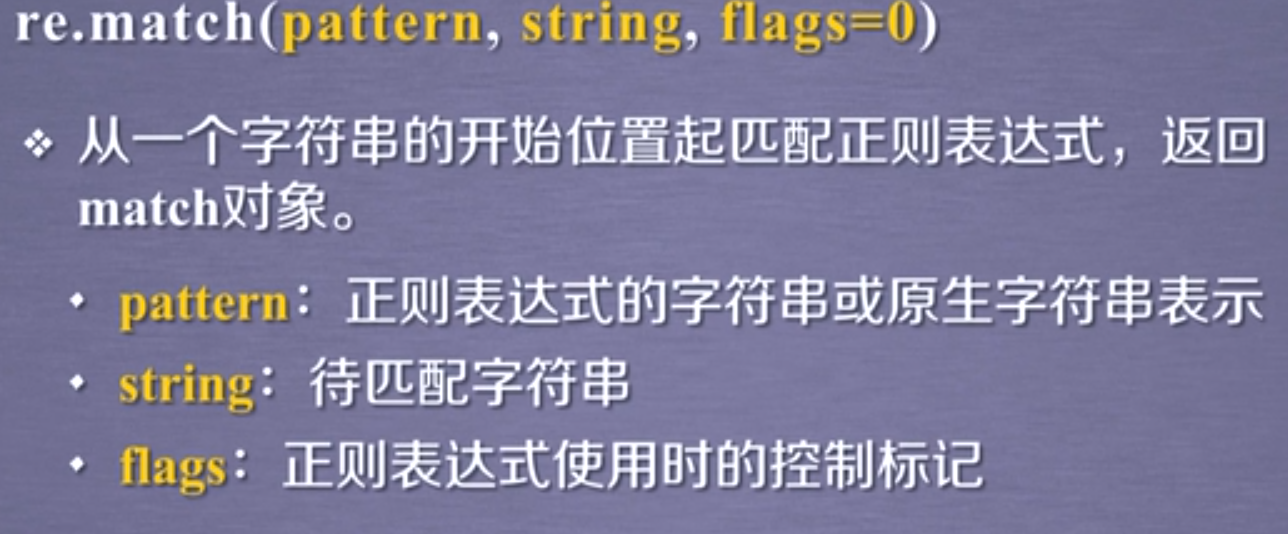 re.match(pattern, string, flags=0)
❖ 从一个字符串的开始位置起匹配正则表达式，返回
match对象。
• pattern：正则表达式的字符串或原生字符串表示
• string：待匹配字符串
• flags：正则表达式使用时的控制标记